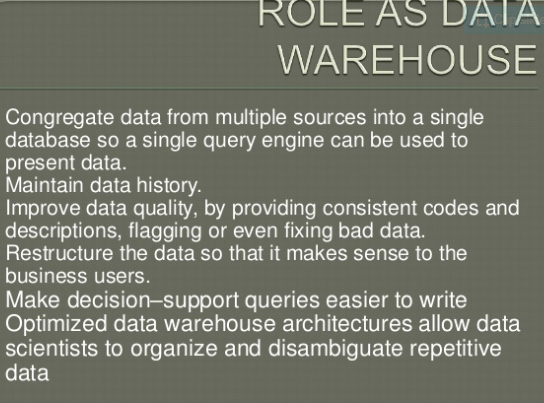 ROLE AS DATA
WAREHOUSE
Congregate data from multiple sources into a single
database so a single query engine can be used to
present data.
Maintain data history.
Improve data quality, by providing consistent codes and
descriptions, flagging or even fixing bad data.
Restructure the data so that it makes sense to the
business users.
Make decision–support queries easier to write
Optimized data warehouse architectures allow data
scientists to organize and disambiguate repetitive
data